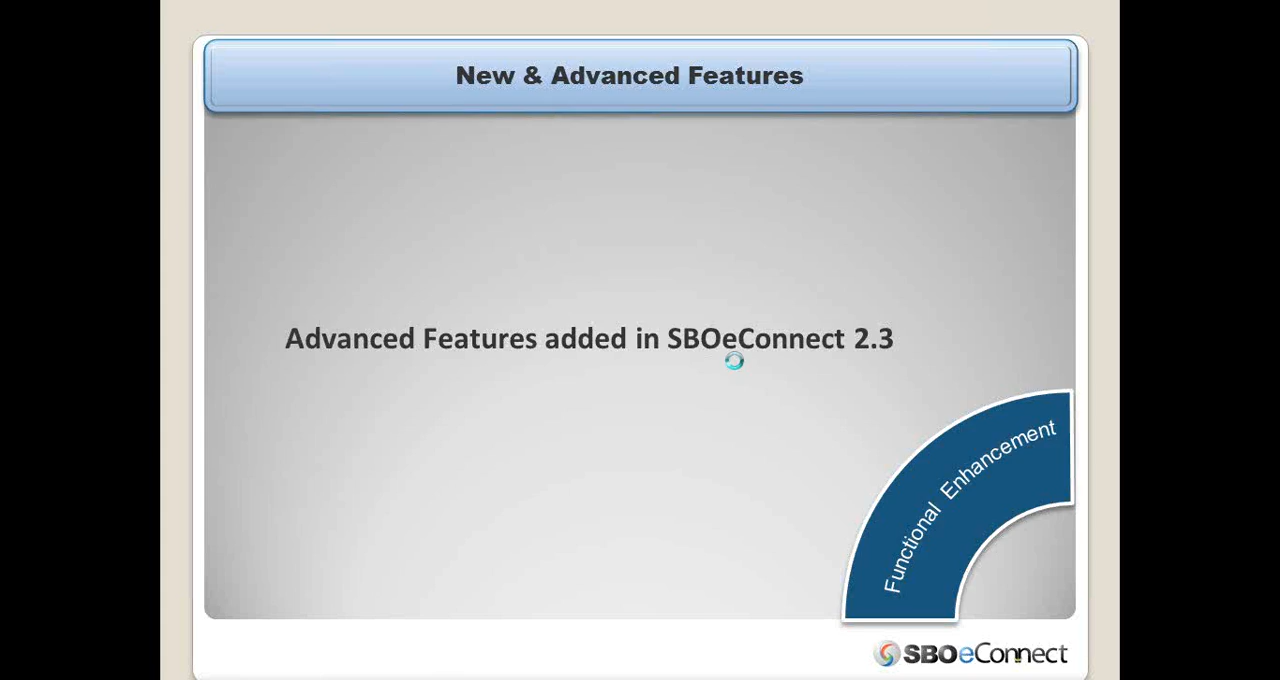 New & Advanced Features
Advanced Features added in SBOeConnect 2.3
Functional Enhancement
SBOeConnect